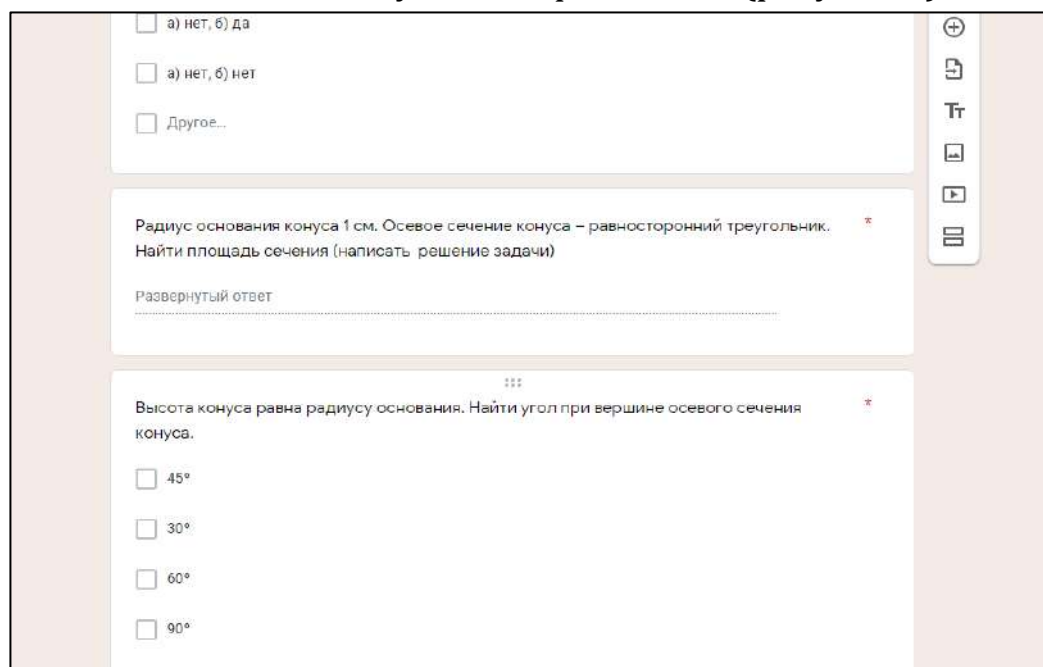 а) нет, б) да
а) нет, б) нет
Другое...
Радиус основания конуса 1 см. Осевое сечение конуса – равносторонний треугольник. *
Найти площадь сечения (написать решение задачи)
Развернутый ответ
Высота конуса равна радиусу основания. Найти угол при вершине осевого сечения *
конуса.
45°
30°
60°
90°